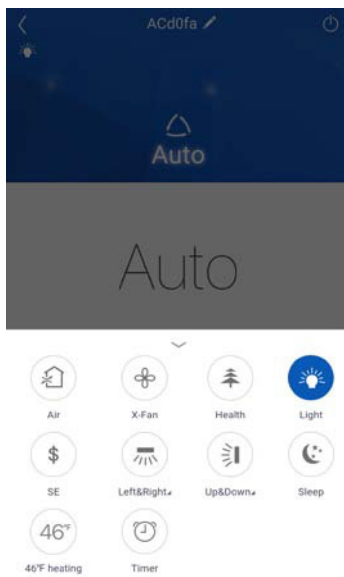 ACd0fa
Auto
Auto
Air X-Fan Health Light
$
SE Left&Right Up&Down Sleep
46°F
46°F heating Timer